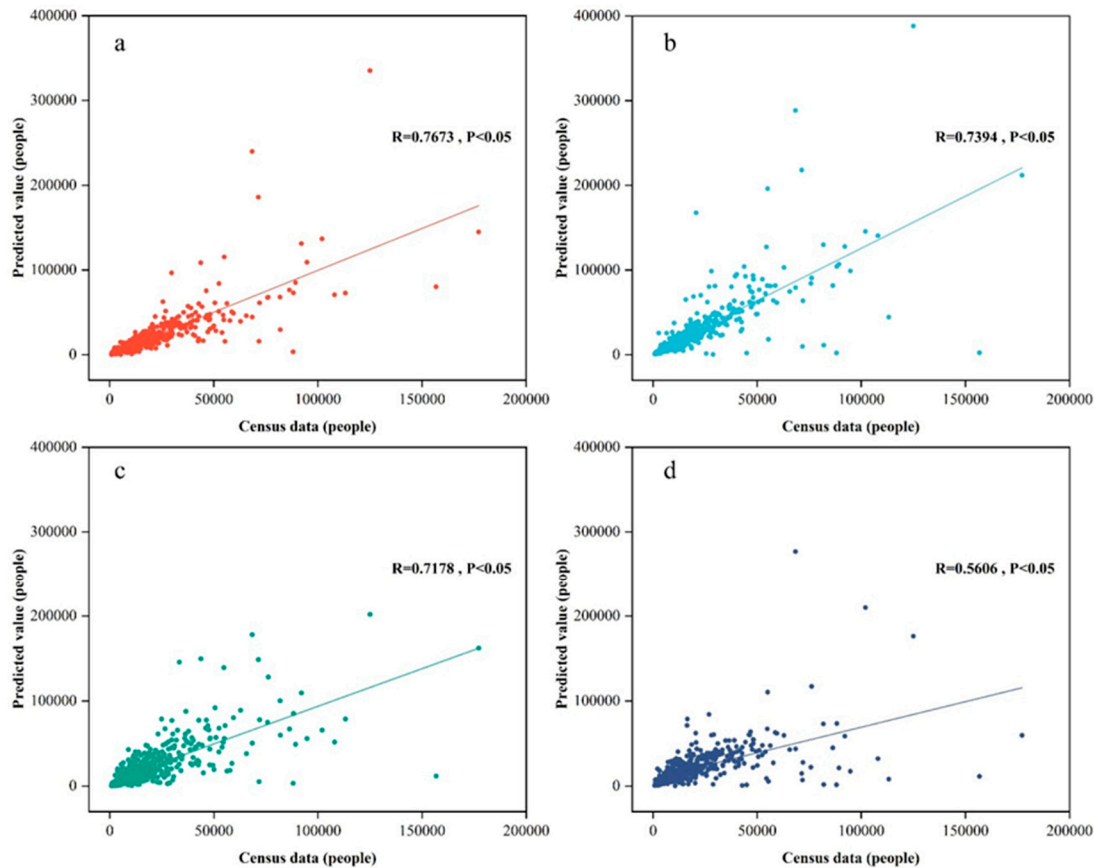 a
400000
300000
200000
100000
0
Predicted value (people)
R=0.7673 , P<0.05
0 50000 100000 150000 200000
Census data (people)
b
400000
300000
200000
100000
0
Predicted value (people)
R=0.7394 , P<0.05
0 50000 100000 150000 200000
Census data (people)
c
400000
300000
200000
100000
0
Predicted value (people)
R=0.7178 , P<0.05
0 50000 100000 150000 200000
Census data (people)
d
400000
300000
200000
100000
0
Predicted value (people)
R=0.5606 , P<0.05
0 50000 100000 150000 200000
Census data (people)